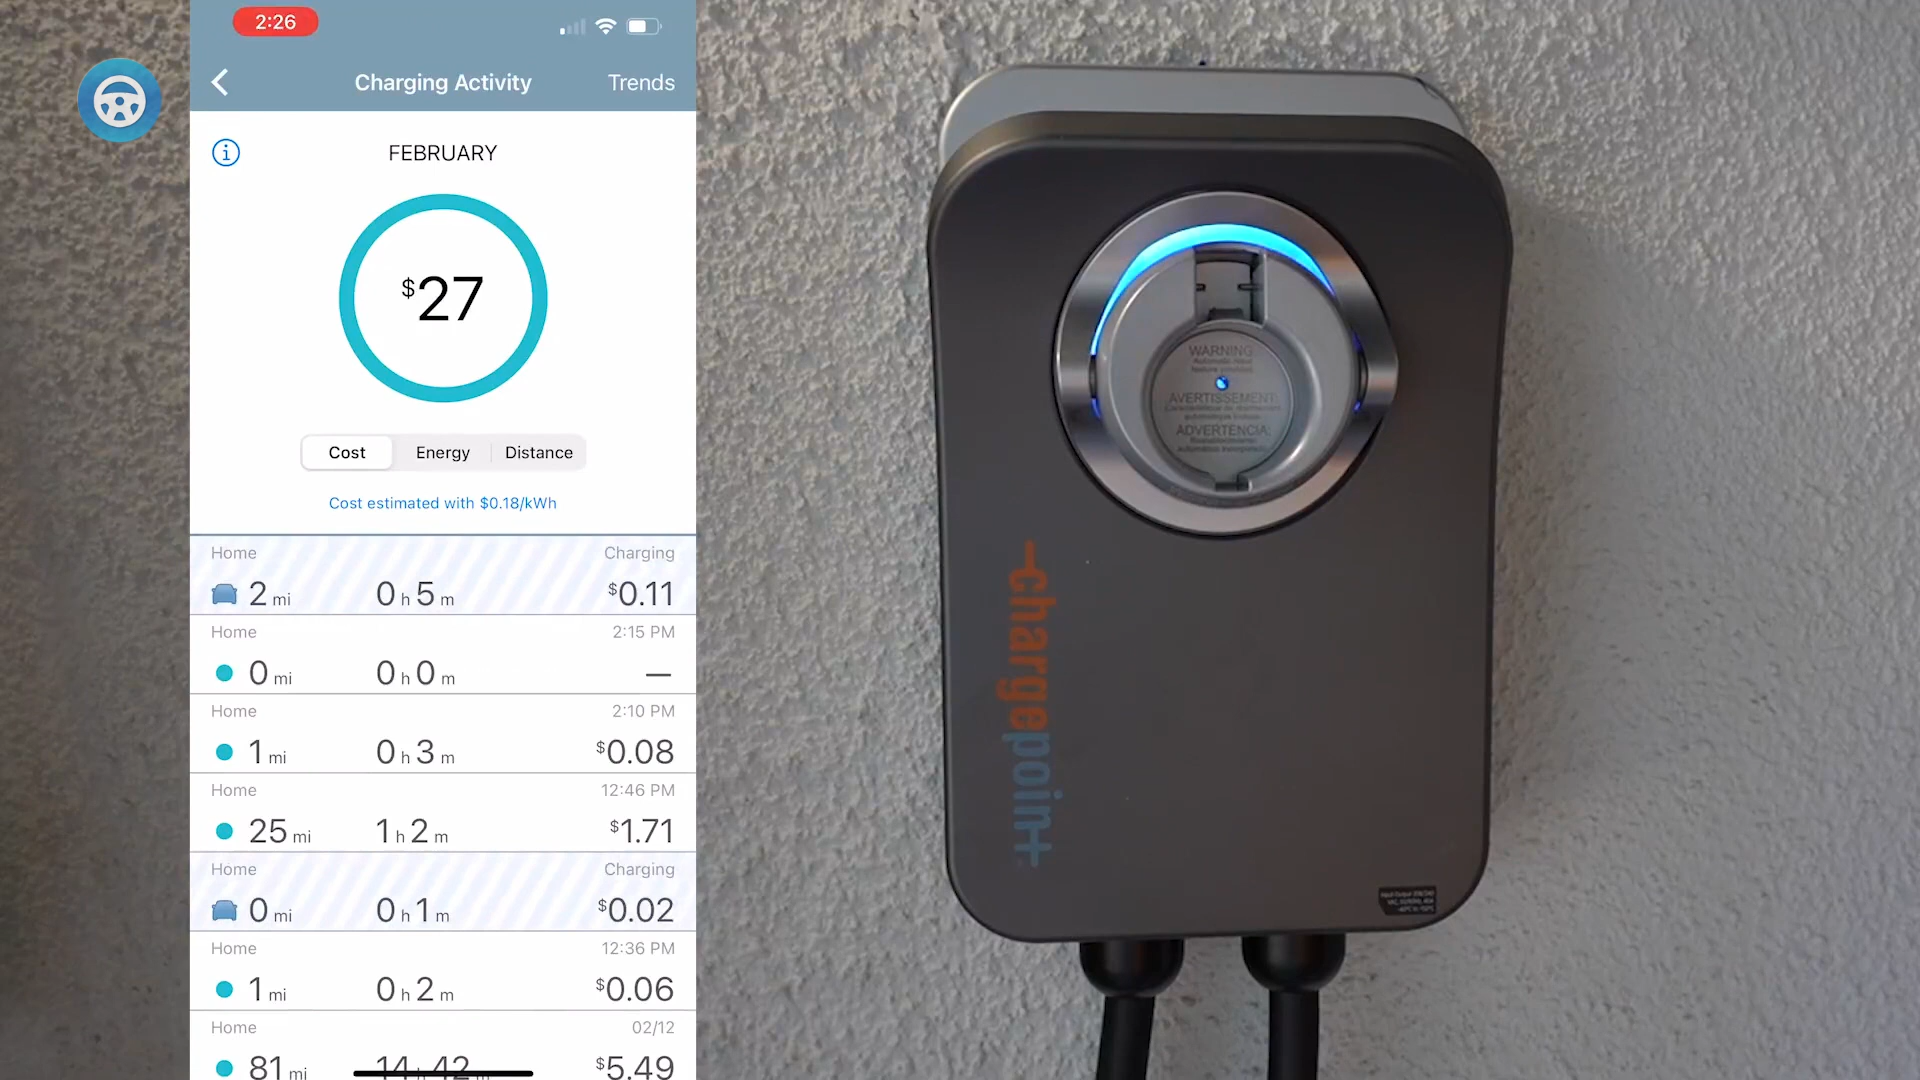 2:26
Charging Activity
Trends
FEBRUARY
$27
Cost
Energy
Distance
Cost estimated with $0.18/kWh
Home
Charging
2 mi
0 h 5 m
$0.11
Home
2:15 PM
0 mi
0 h 0 m
—
Home
2:10 PM
1 mi
0 h 3 m
$0.08
Home
12:46 PM
25 mi
1 h 2 m
$1.71
Home
Charging
0 mi
0 h 1 m
$0.02
Home
12:36 PM
1 mi
0 h 2 m
$0.06
Home
02/12
81 mi
14 h 42 m
$5.49
WARNING:
AVERTISSEMENT:
ADVERTENCIA:
chargepoin+